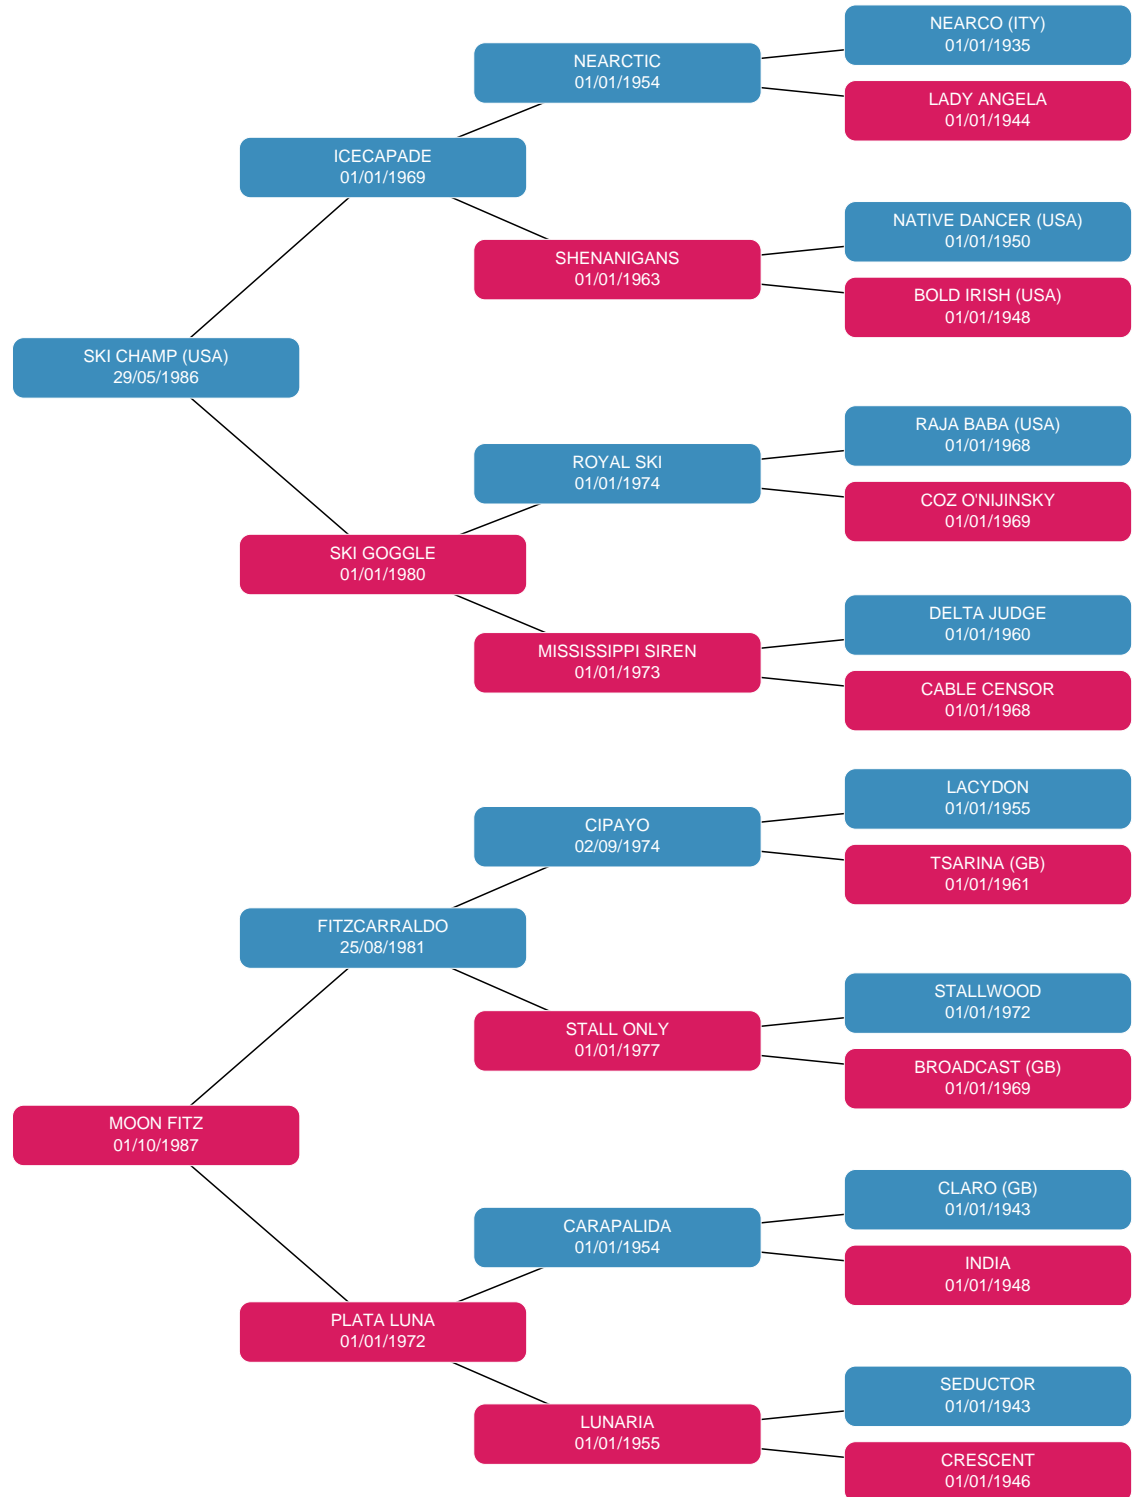 NEARCO (ITY)
01/01/1935
NEARCTIC
01/01/1954
LADY ANGELA
01/01/1944
ICECAPADE
01/01/1969
NATIVE DANCER (USA)
01/01/1950
SHENANIGANS
01/01/1963
BOLD IRISH (USA)
01/01/1948
SKI CHAMP (USA)
29/05/1986
RAJA BABA (USA)
01/01/1968
ROYAL SKI
01/01/1974
COZ O'NIJINSKY
01/01/1969
SKI GOGGLE
01/01/1980
DELTA JUDGE
01/01/1960
MISSISSIPPI SIREN
01/01/1973
CABLE CENSOR
01/01/1968
LACYDON
01/01/1955
CIPAYO
02/09/1974
TSARINA (GB)
01/01/1961
FITZCARRALDO
25/08/1981
STALLWOOD
01/01/1972
STALL ONLY
01/01/1977
BROADCAST (GB)
01/01/1969
MOON FITZ
01/10/1987
CLARO (GB)
01/01/1943
CARAPALIDA
01/01/1954
INDIA
01/01/1948
PLATA LUNA
01/01/1972
SEDUCTOR
01/01/1943
LUNARIA
01/01/1955
CRESCENT
01/01/1946